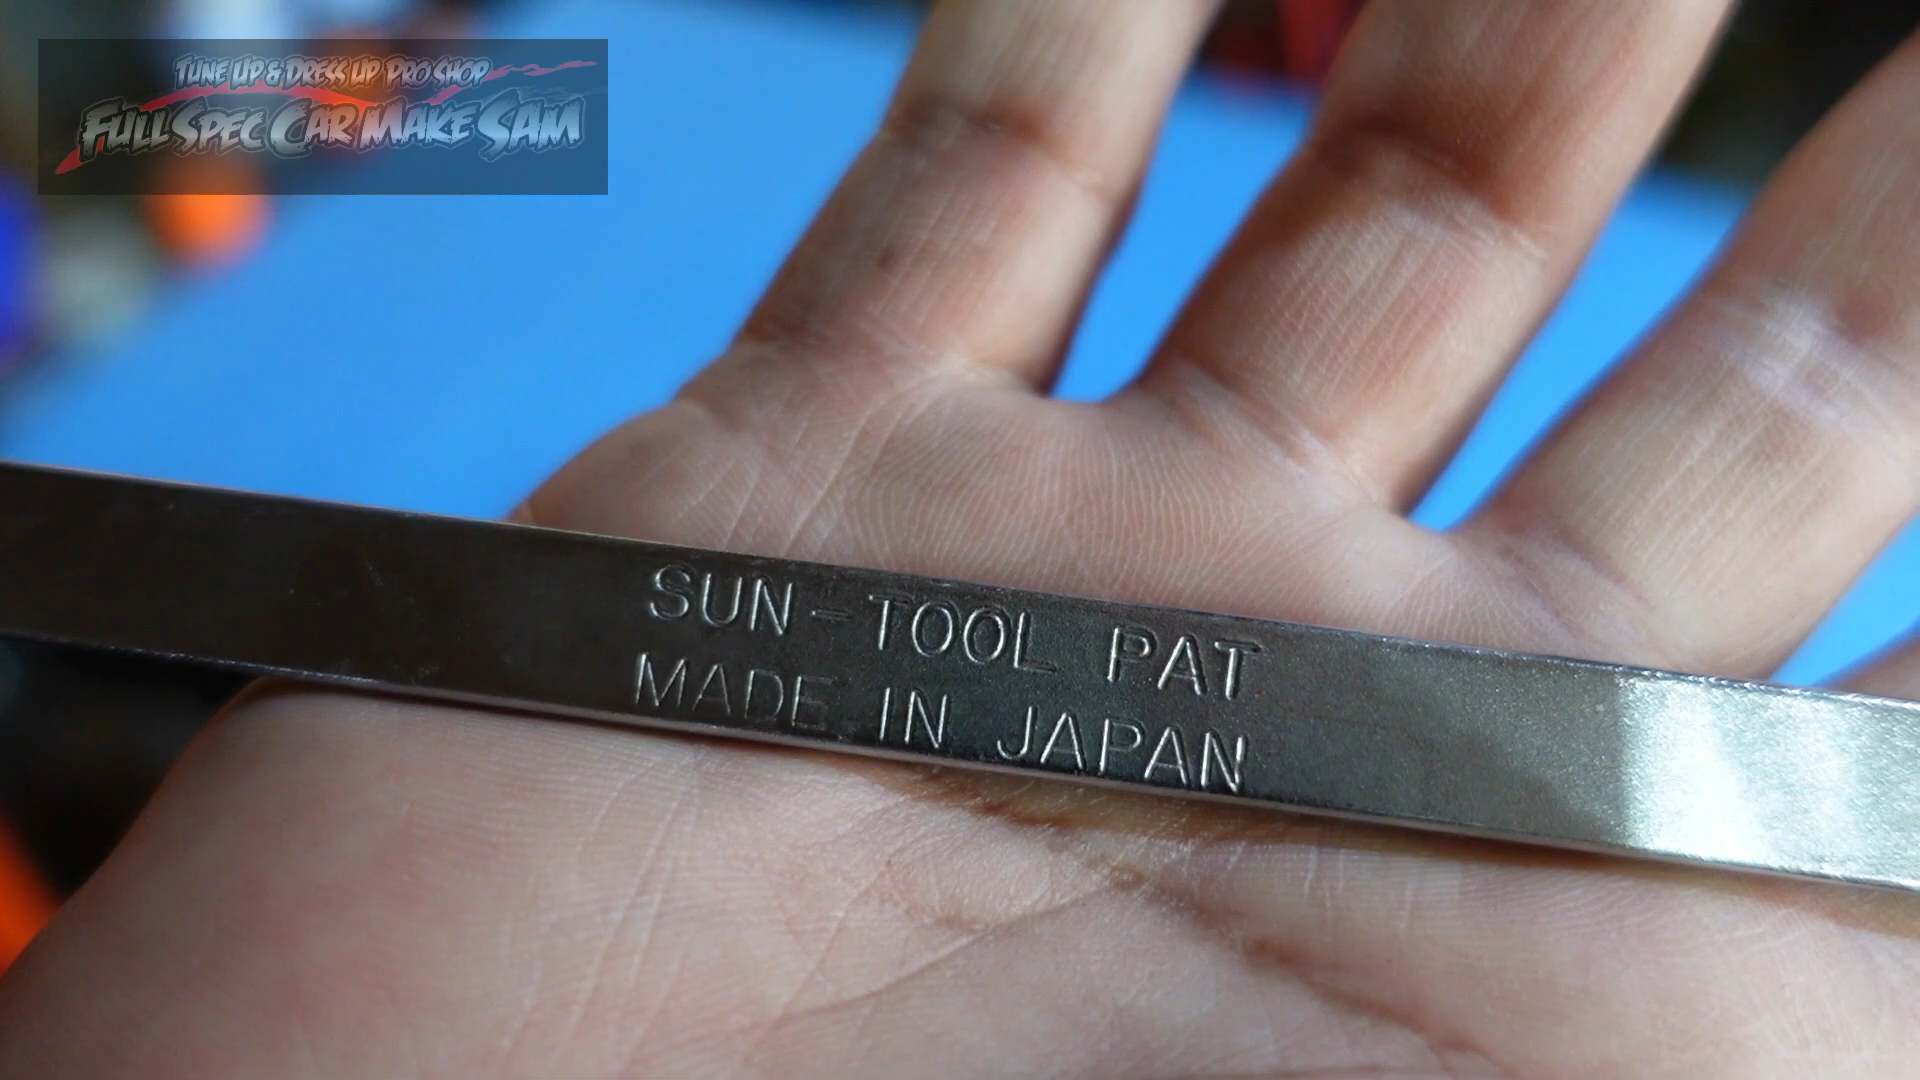 TUNE UP & DRESS UP PRO SHOP
FULL SPEC CAR MAKE SAM
SUN-TOOL PAT
MADE IN JAPAN